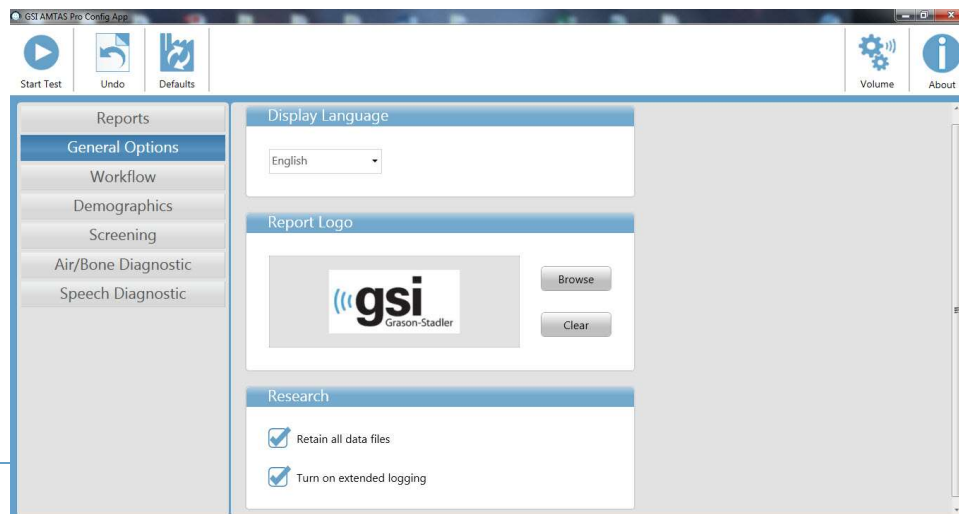 GSI AMTAS Pro Config App
Start Test
Undo
Defaults
Volume
About
Reports
General Options
Workflow
Demographics
Screening
Air/Bone Diagnostic
Speech Diagnostic
Display Language
English
Report Logo
gsi
Grason-Stadler
Browse
Clear
Research
Retain all data files
Turn on extended logging